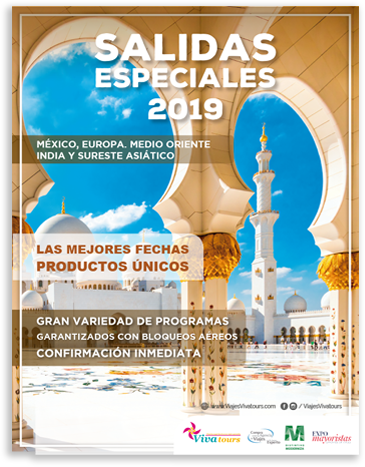 SALIDAS
ESPECIALES
2019
MÉXICO, EUROPA. MEDIO ORIENTE
INDIA Y SURESTE ASIÁTICO
LAS MEJORES FECHAS
PRODUCTOS ÚNICOS
GRAN VARIEDAD DE PROGRAMAS
GARANTIZADOS CON BLOQUEOS AÉREOS
CONFIRMACIÓN INMEDIATA
www.ViajesVivatours.com / ViajesVivatours
Viva tours
M
EXPO
mayoristas